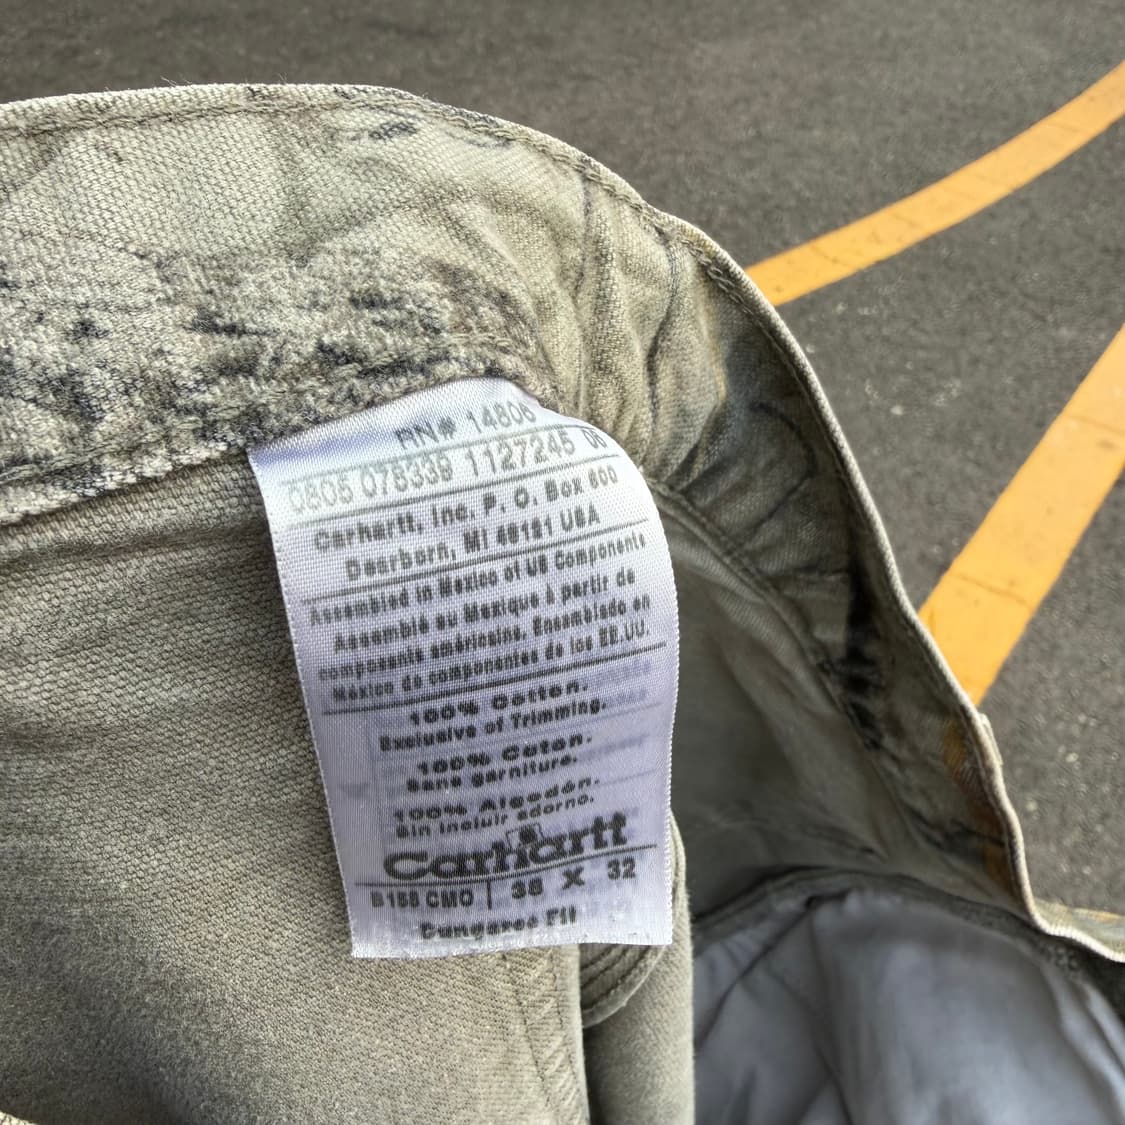 RN# 14806
0805 078339 1127245 06
Carhartt, Inc. P. O. Box 600
Dearborn, MI 48121 USA
Assembled in Mexico of US Components
Assemblé au Mexique à partir de
composants américains. Ensamblado en
México de componentes de los EE.UU.
100% Cotton.
Exclusive of Trimming.
100% Coton.
Sans garniture.
100% Algodón.
Sin incluir adorno.
Carhartt
CMO | X 32
Dungaree Fit